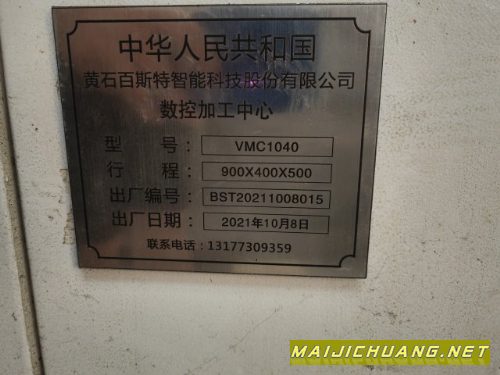 中华人民共和国
黄石百斯特智能科技股份有限公司
数控加工中心
型 号: VMC1040
行 程: 900X400X500
出厂编号: BST20211008015
出厂日期: 2021年10月8日
联系电话:13177309359
MAIJICHUANG.NET